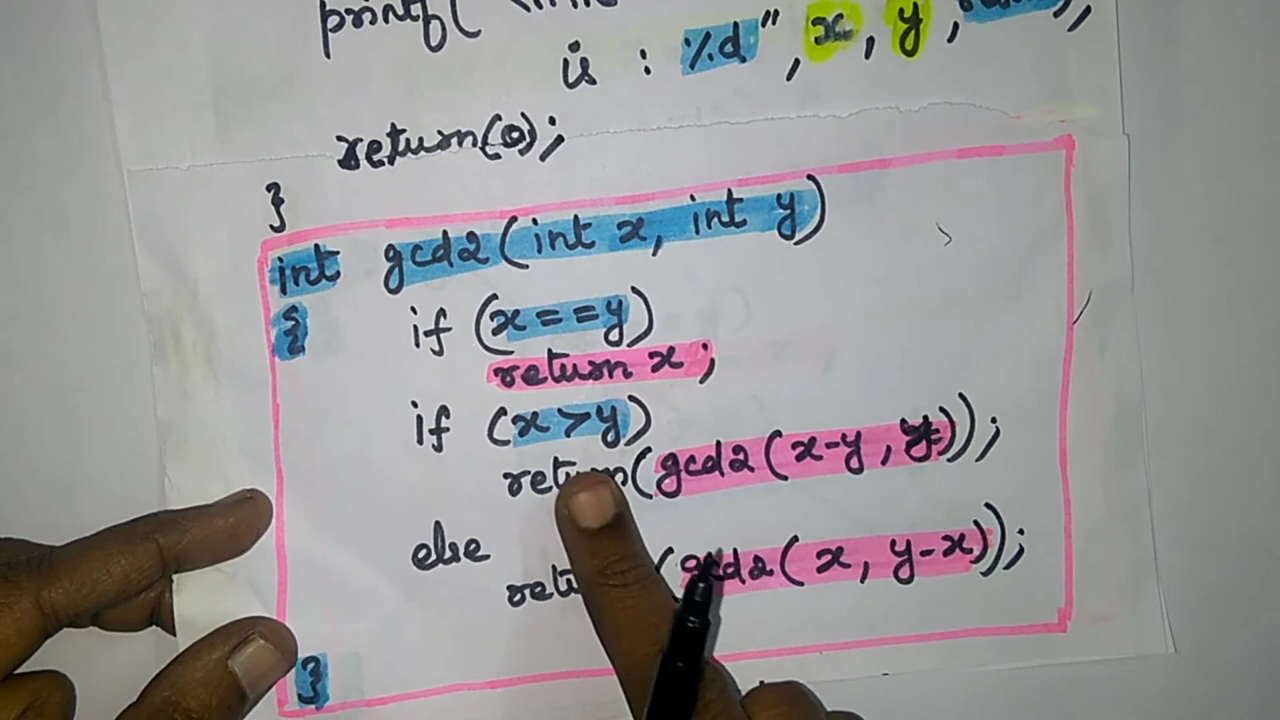 printf(
is : %d", x, y,
return(0);
}
int gcd2(int x, int y)
{ if (x==y)
return x;
if (x>y)
return(gcd2(x-y, y));
else
(gcd2(x, y-x));
}